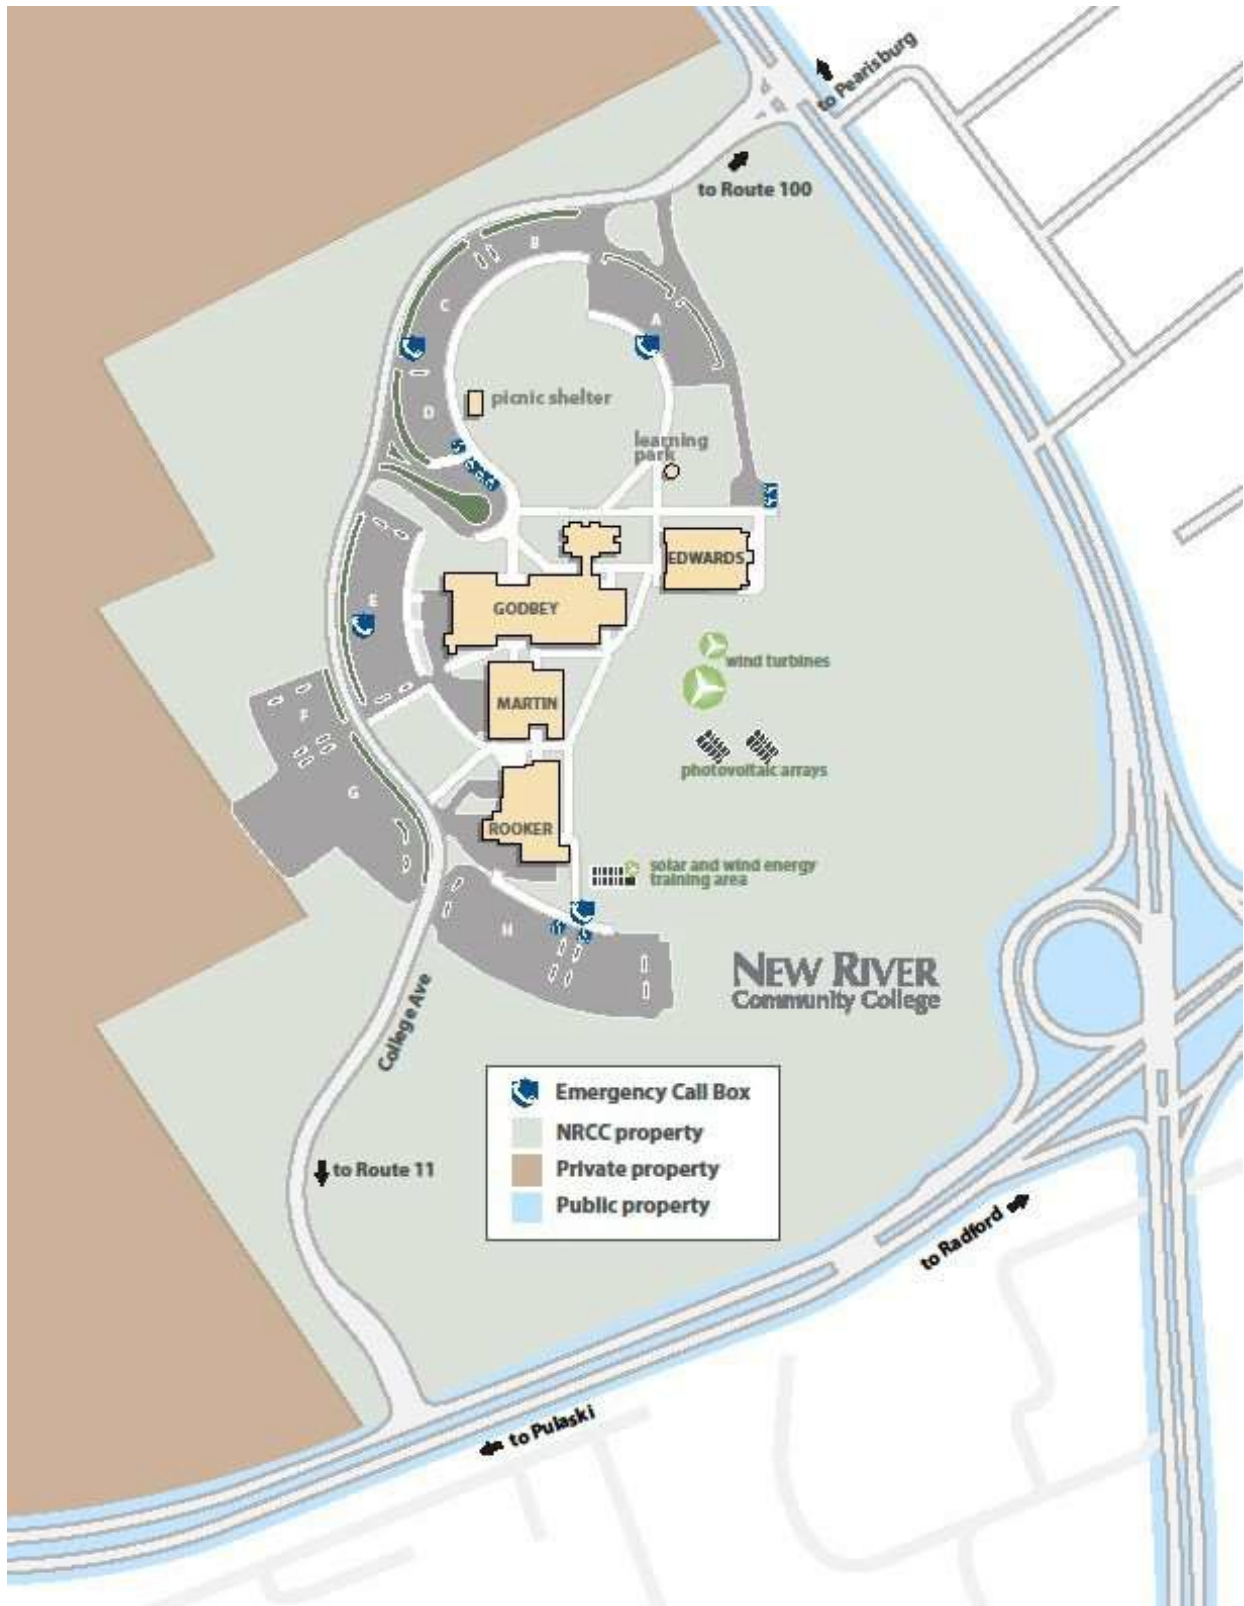 to Pearisburg
to Route 100
B
C
A
D
picnic shelter
learning
park
EDWARDS
E
GODBEY
wind turbines
MARTIN
F
photovoltaic arrays
G
ROOKER
solar and wind energy
training area
H
NEW RIVER
Community College
College Ave
Emergency Call Box
NRCC property
to Route 11
Private property
Public property
to Radford
to Pulaski